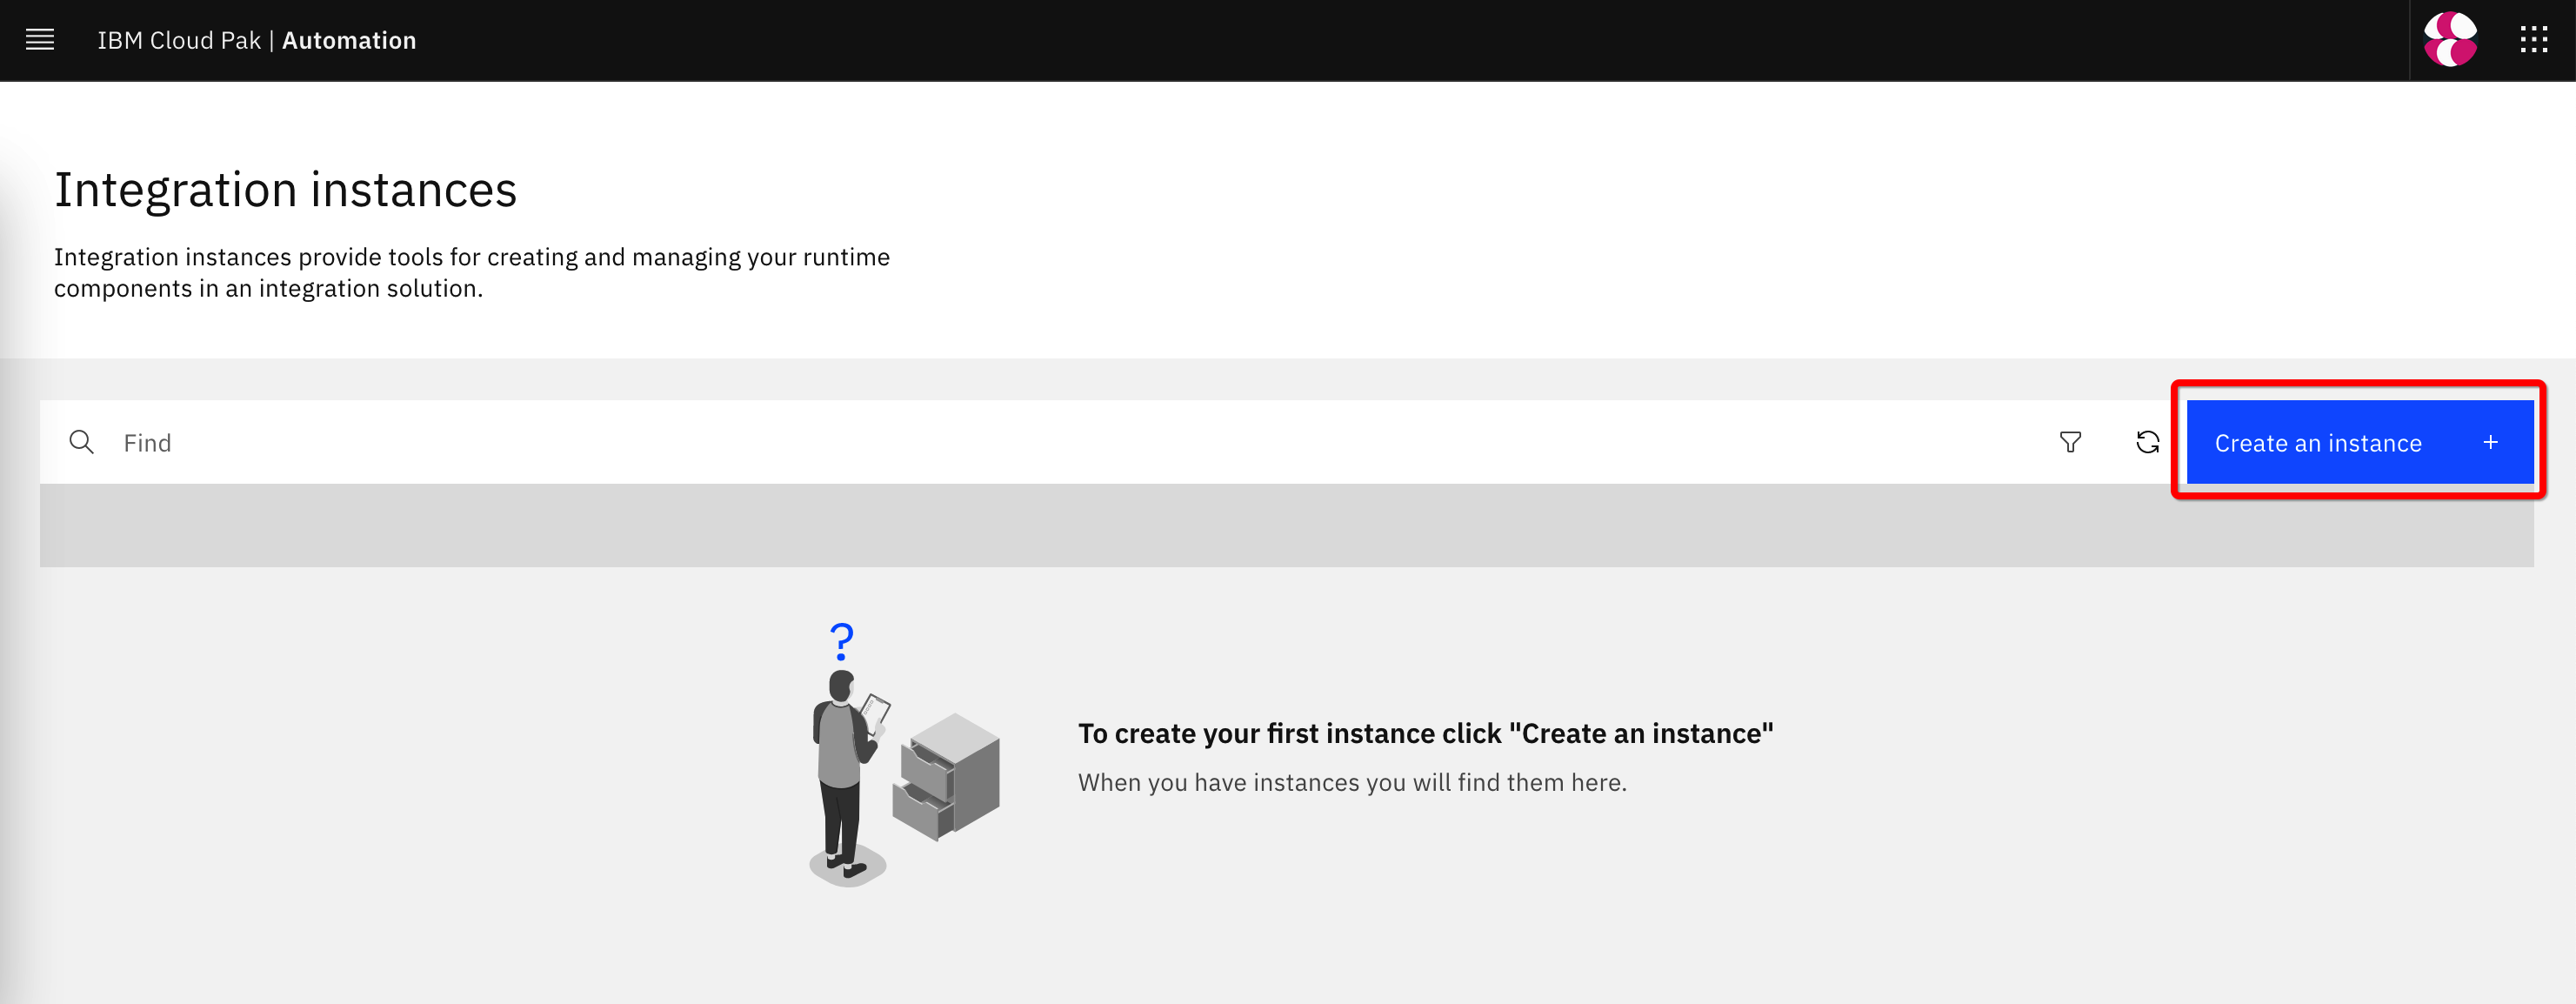 IBM Cloud Pak | Automation
Integration instances
Integration instances provide tools for creating and managing your runtime
components in an integration solution.
Find
Create an instance +
?
To create your first instance click "Create an instance"
When you have instances you will find them here.